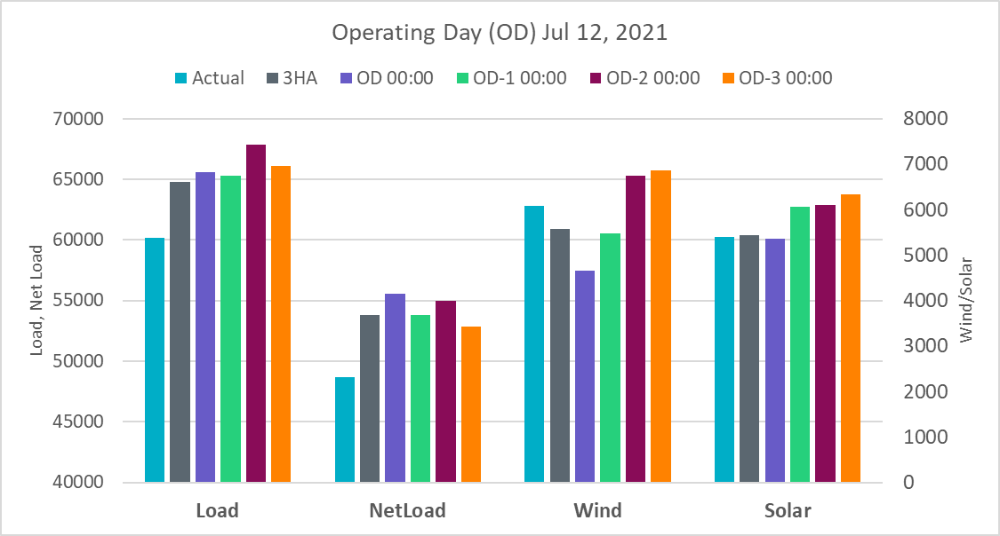 Operating Day (OD) Jul 12, 2021
Actual 3HA OD 00:00 OD-1 00:00 OD-2 00:00 OD-3 00:00
70000 8000
65000 7000
60000 6000
55000 5000
50000 4000
45000 3000
40000 2000
1000
0
Load, Net Load
Wind/Solar
Load NetLoad Wind Solar